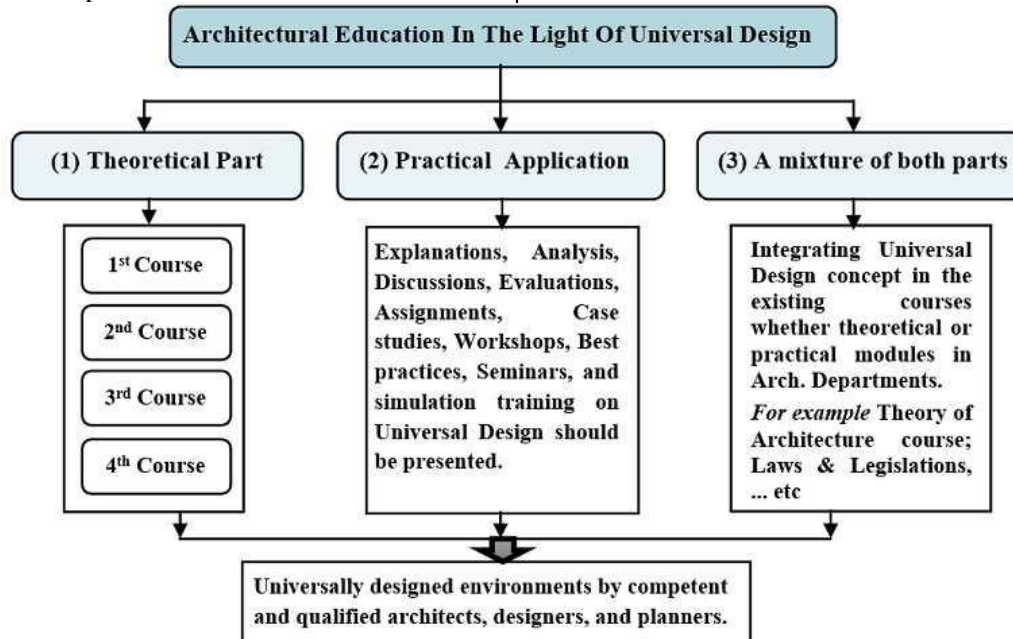 Architectural Education In The Light Of Universal Design
(1) Theoretical Part
(2) Practical Application
(3) A mixture of both parts
1st Course
2nd Course
3rd Course
4th Course
Explanations, Analysis,
Discussions, Evaluations,
Assignments, Case
studies, Workshops, Best
practices, Seminars, and
simulation training on
Universal Design should
be presented.
Integrating Universal
Design concept in the
existing courses
whether theoretical or
practical modules in
Arch. Departments.
For example Theory of
Architecture course;
Laws & Legislations,
... etc
Universally designed environments by competent
and qualified architects, designers, and planners.